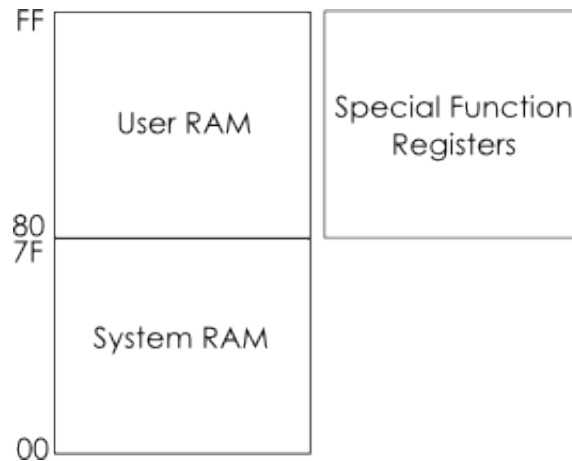 FF
User RAM
Special Function
Registers
80
7F
System RAM
00